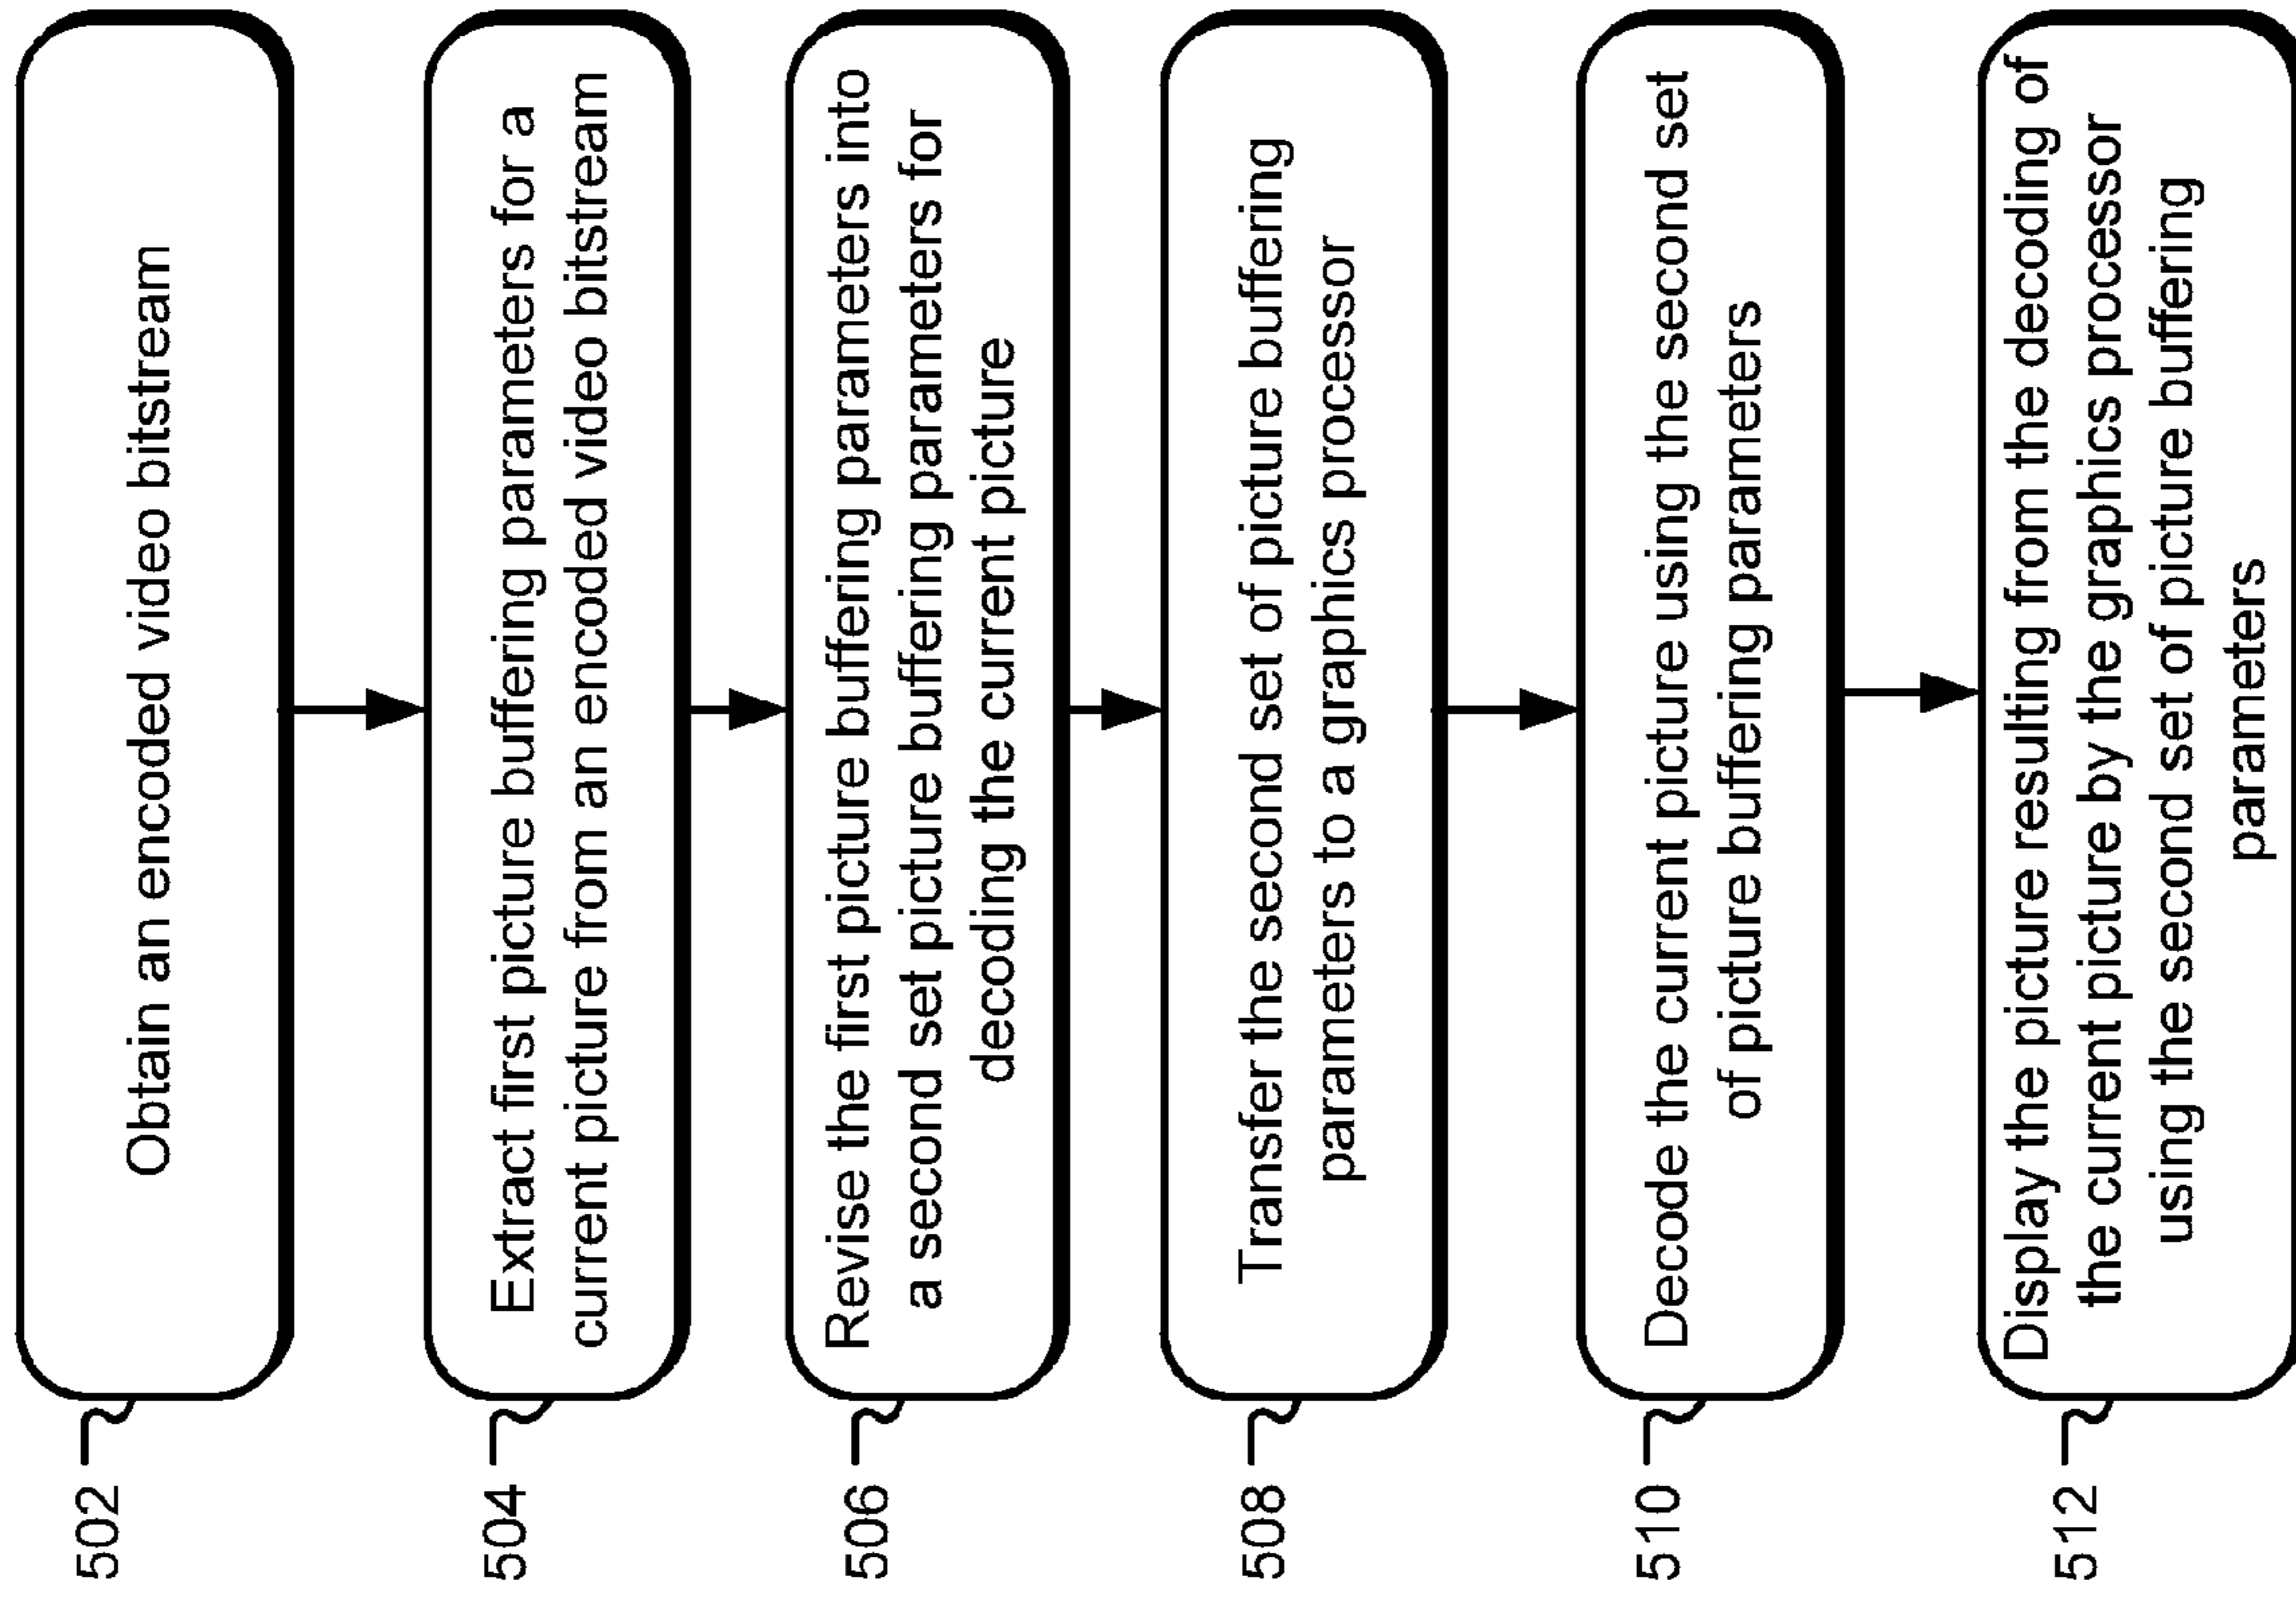 502
Obtain an encoded video bitstream
504
Extract first picture buffering parameters for a
current picture from an encoded video bitstream
506
Revise the first picture buffering parameters into
a second set picture buffering parameters for
decoding the current picture
508
Transfer the second set of picture buffering
parameters to a graphics processor
510
Decode the current picture using the second set
of picture buffering parameters
512
Display the picture resulting from the decoding of
the current picture by the graphics processor
using the second set of picture buffering
parameters